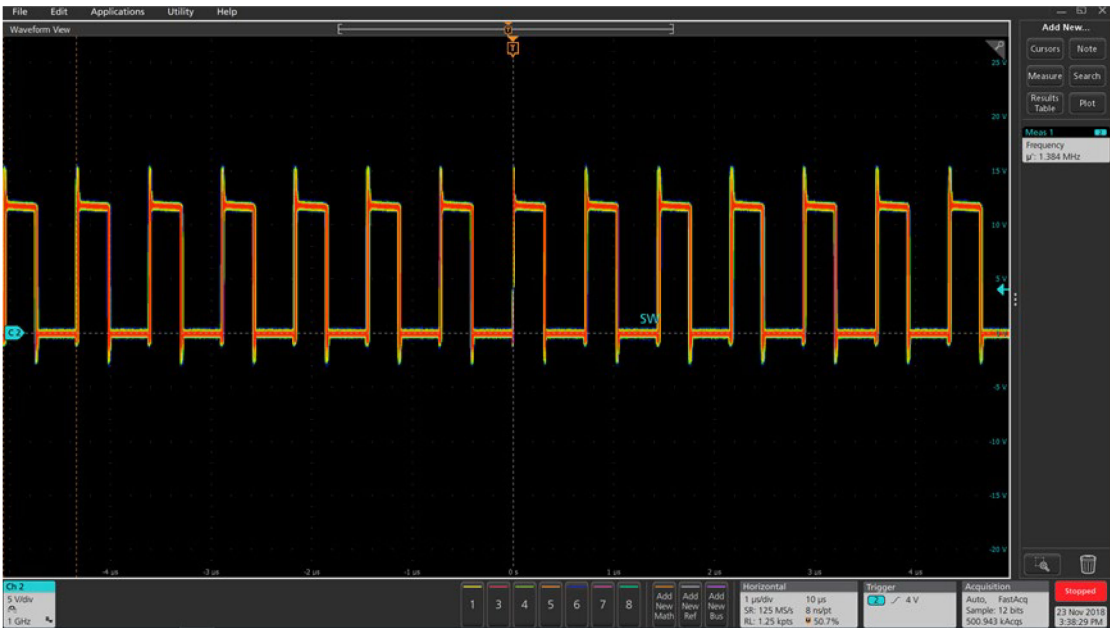 File Edit Applications Utility Help
Waveform View
T
T
Add New...
Cursors Note
Measure Search
Results Table Plot
Meas 1 2
Frequency
µ': 1.384 MHz
25 V
20 V
15 V
10 V
5 V
C 2
SW
-5 V
-10 V
-15 V
-20 V
-4 µs -3 µs -2 µs -1 µs 0 s 1 µs 2 µs 3 µs 4 µs
Ch 2
5 V/div
1 GHz
1 3 4 5 6 7 8
Add New Math
Add New Ref
Add New Bus
Horizontal
1 µs/div 10 µs
SR: 125 MS/s 8 ns/pt
RL: 1.25 kpts 50.7%
Trigger
2 4 V
Acquisition
Auto, FastAcq
Sample: 12 bits
500.943 kAcqs
Stopped
23 Nov 2018
3:38:29 PM